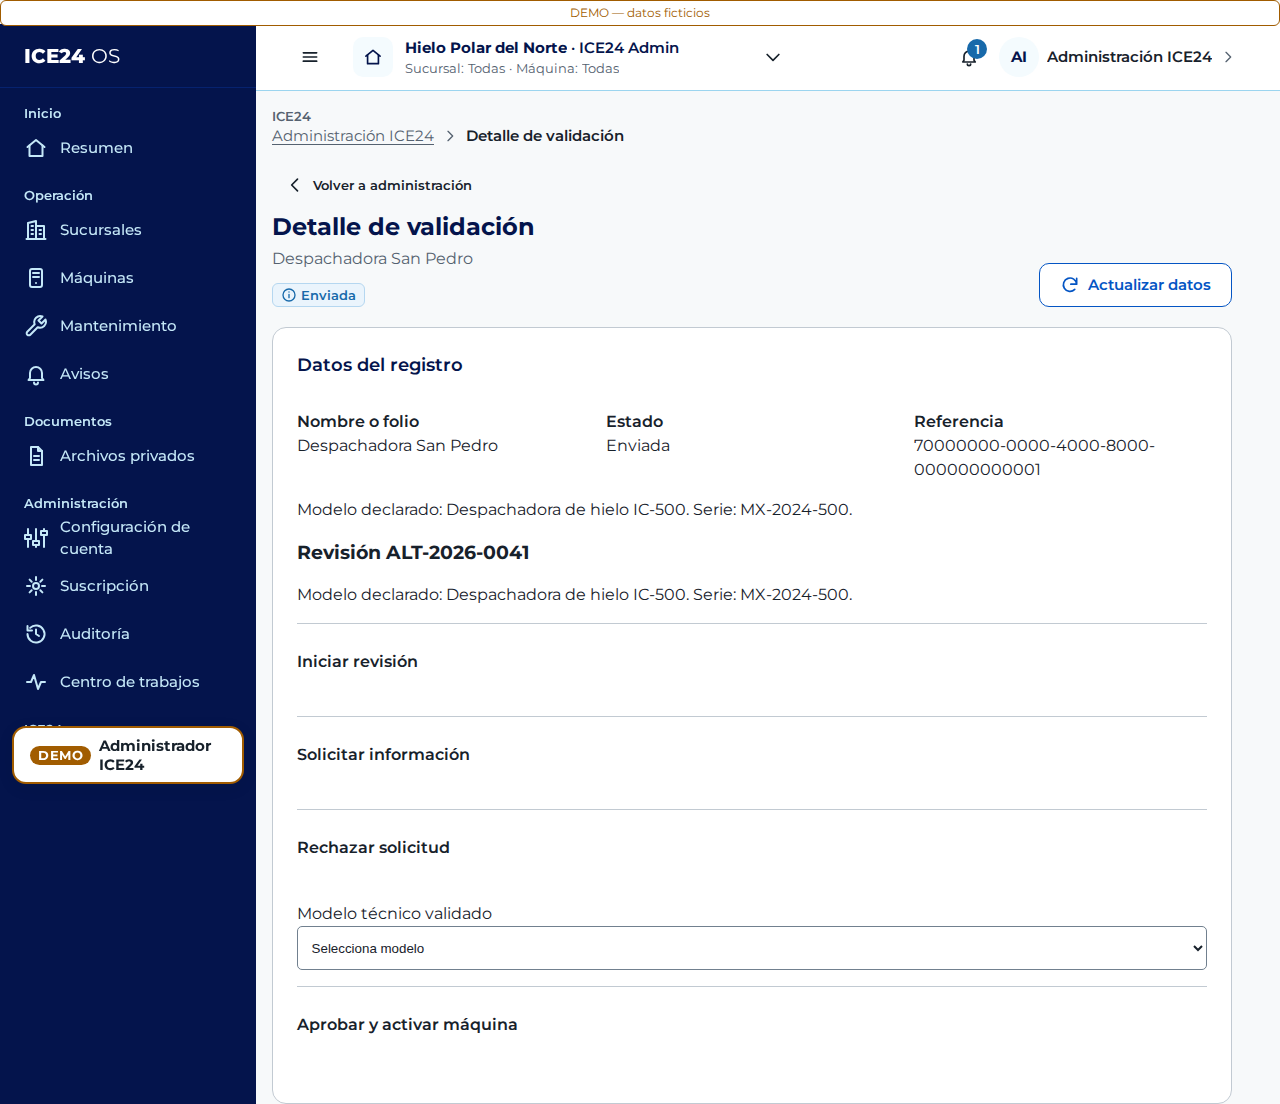 DEMO — datos ficticios
ICE24 OS
Inicio
Resumen
Operación
Sucursales
Máquinas
Mantenimiento
Avisos
Documentos
Archivos privados
Administración
Configuración de
cuenta
Suscripción
Auditoría
Centro de trabajos
DEMO
Administrador
ICE24
Hielo Polar del Norte · ICE24 Admin
Sucursal: Todas · Máquina: Todas
1
AI
Administración ICE24
ICE24
Administración ICE24
Detalle de validación
Volver a administración
Detalle de validación
Despachadora San Pedro
Enviada
Actualizar datos
Datos del registro
Nombre o folio
Despachadora San Pedro
Estado
Enviada
Referencia
70000000-0000-4000-8000-
000000000001
Modelo declarado: Despachadora de hielo IC-500. Serie: MX-2024-500.
Revisión ALT-2026-0041
Modelo declarado: Despachadora de hielo IC-500. Serie: MX-2024-500.
Iniciar revisión
Solicitar información
Rechazar solicitud
Modelo técnico validado
Selecciona modelo
Aprobar y activar máquina